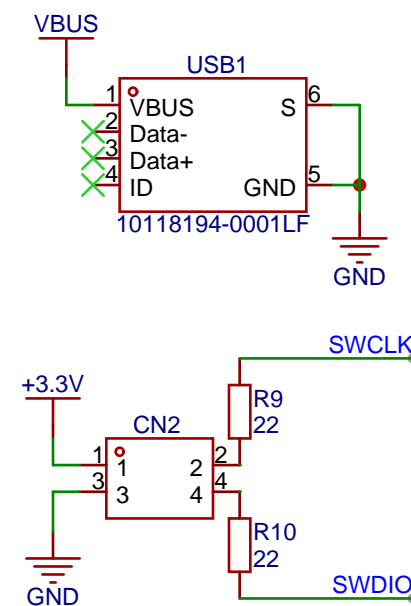 VBUS
USB1
1 VBUS S 6
2 Data-
3 Data+
4 ID GND 5
10118194-0001LF
GND
SWCLK
+3.3V
R9
22
CN2
1 1 2 2
3 3 4 4
R10
22
GND
SWDIO